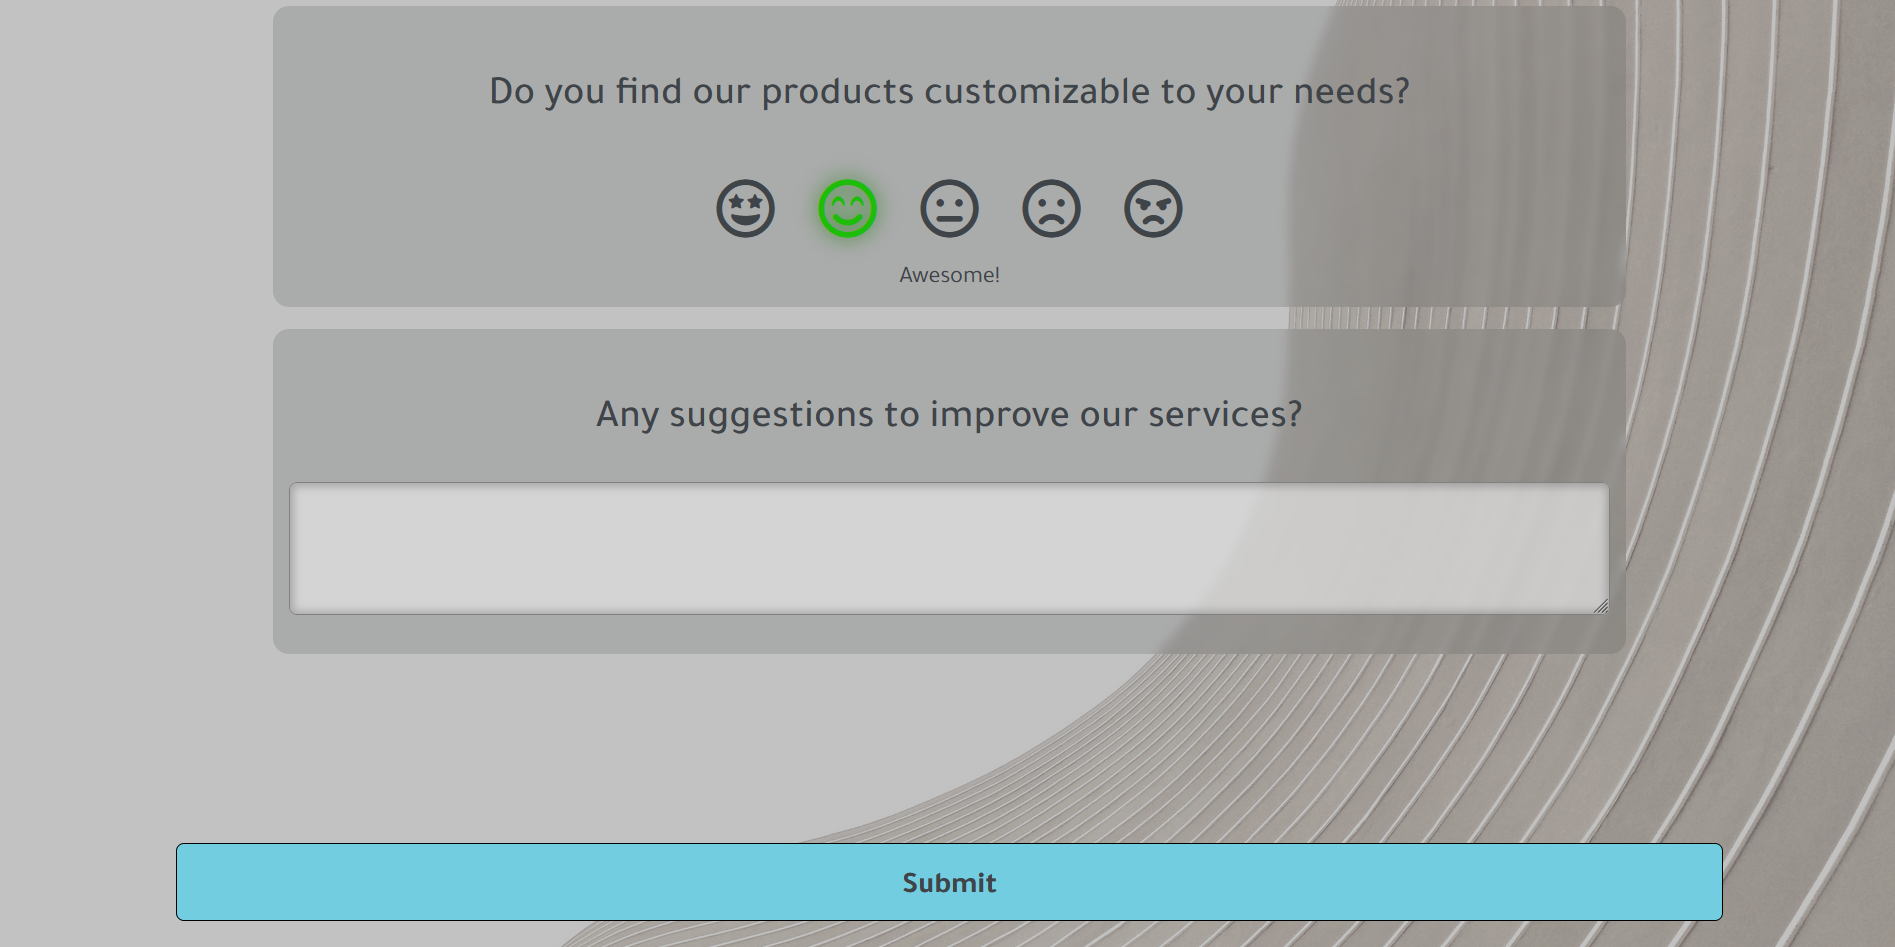 Do you find our products customizable to your needs?
Awesome!
Any suggestions to improve our services?
Submit